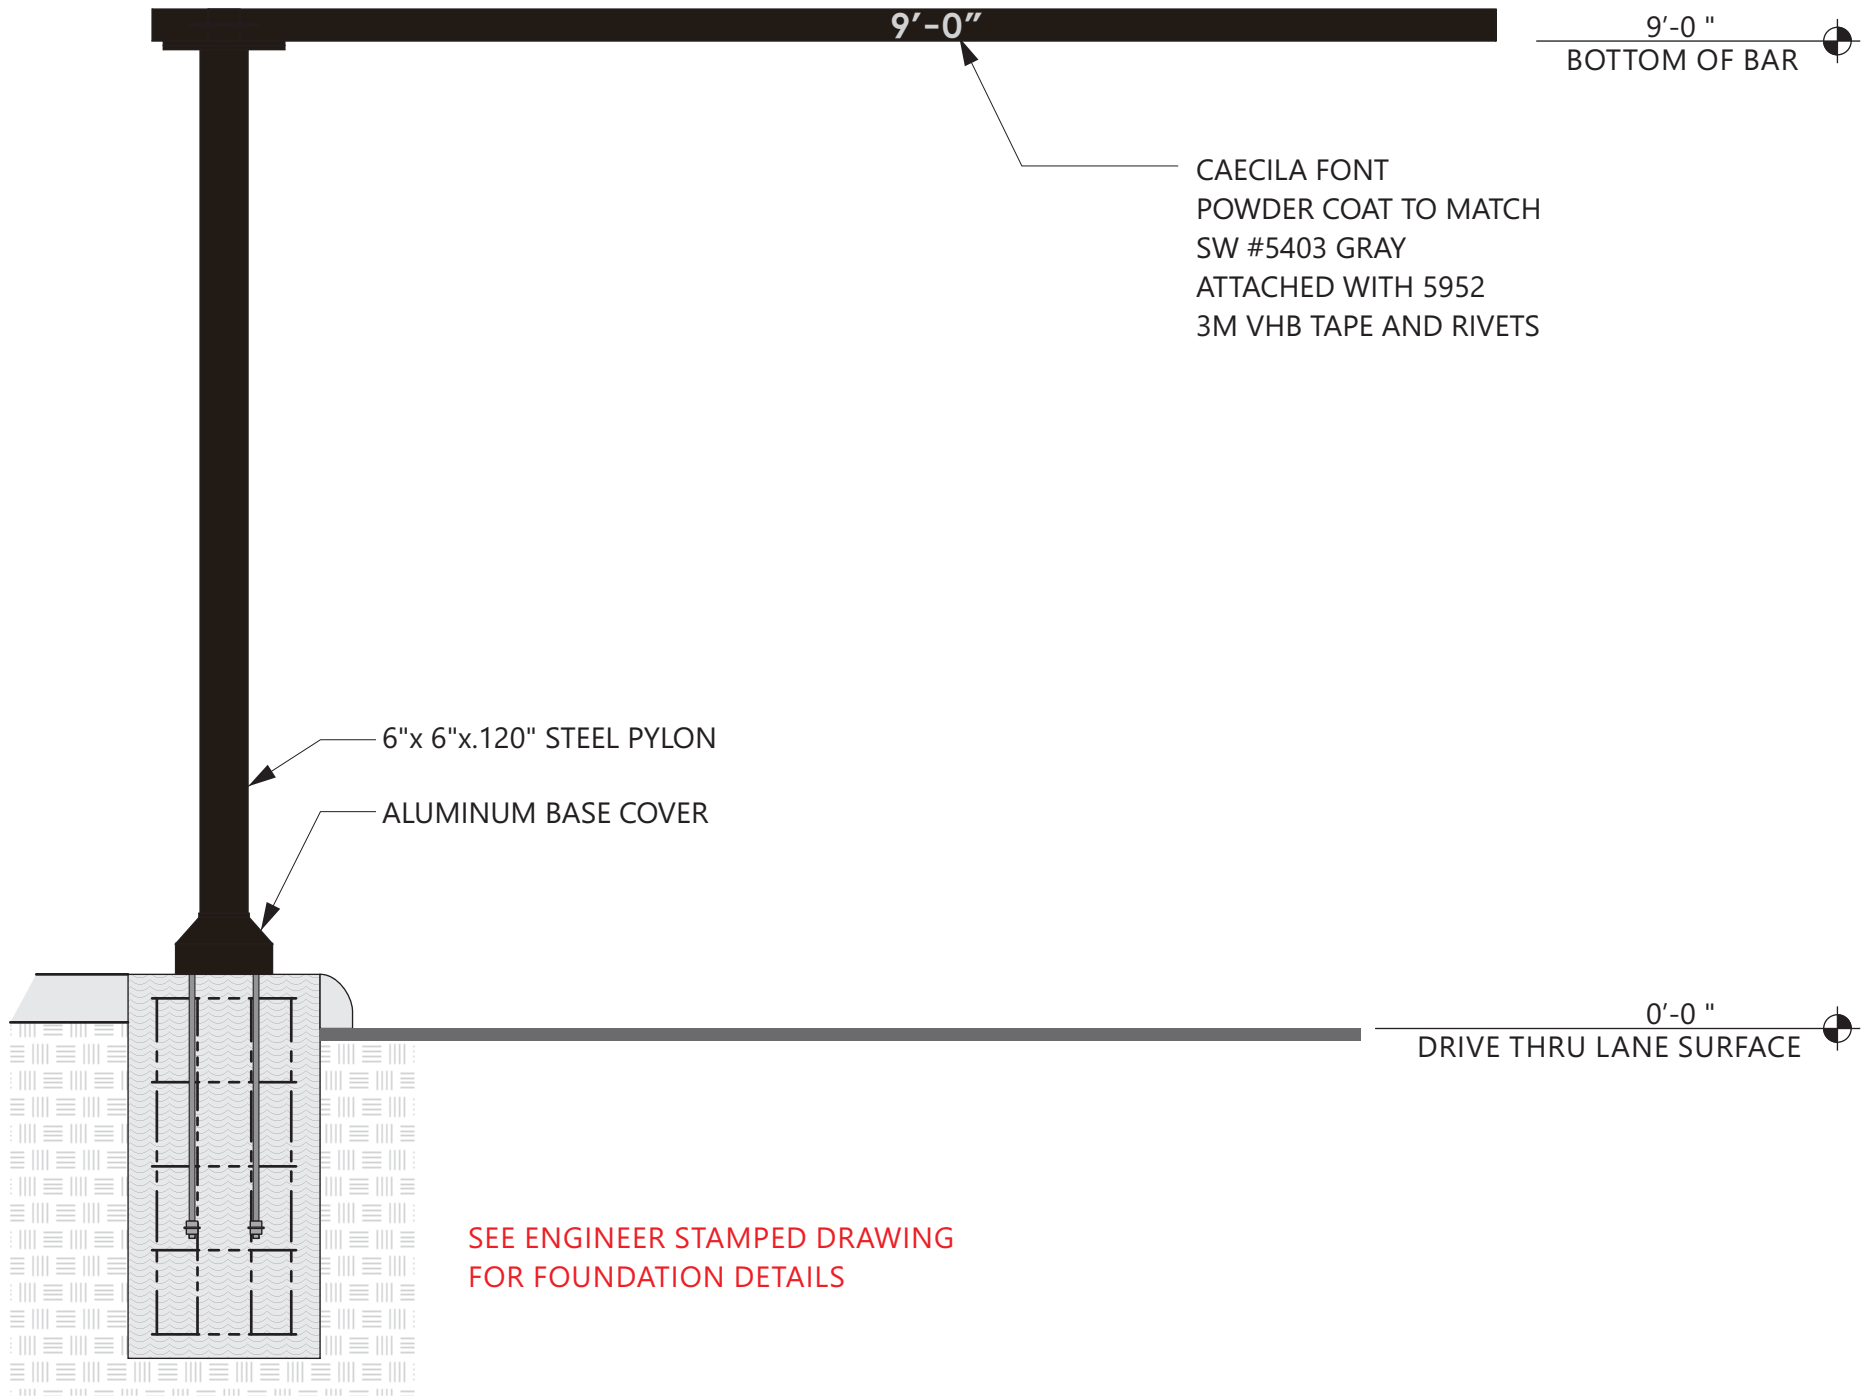 9’-0”
9’-0 "
BOTTOM OF BAR
CAECILA FONT
POWDER COAT TO MATCH
SW #5403 GRAY
ATTACHED WITH 5952
3M VHB TAPE AND RIVETS
6"x 6"x.120" STEEL PYLON
ALUMINUM BASE COVER
0’-0 "
DRIVE THRU LANE SURFACE
SEE ENGINEER STAMPED DRAWING
FOR FOUNDATION DETAILS